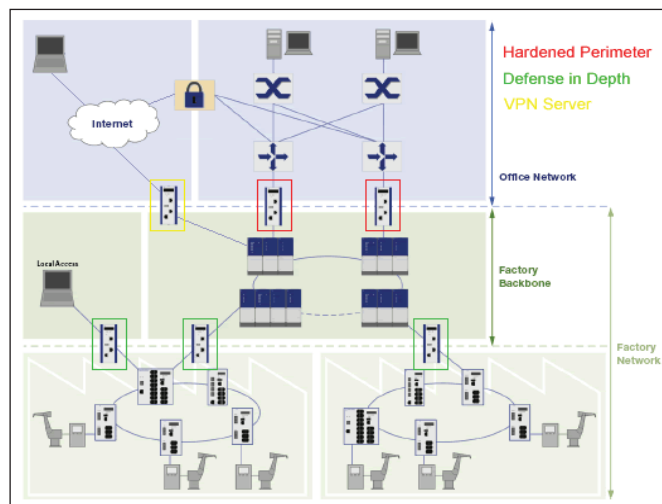 Hardened Perimeter
Defense in Depth
VPN Server
Internet
Office Network
Local Access
Factory
Backbone
Factory
Network